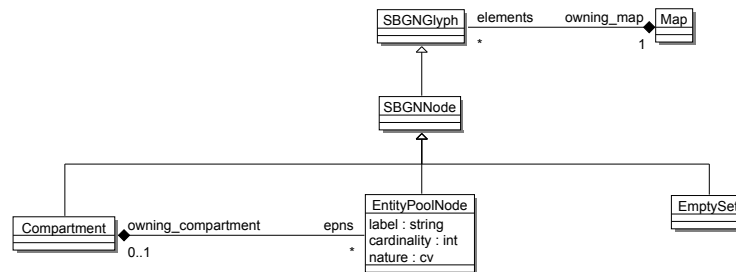 SBGNGlyph elements owning_map Map
* 1
SBGNNode
Compartment owning_compartment epns EntityPoolNode EmptySet
0..1 * label : string
cardinality : int
nature : cv